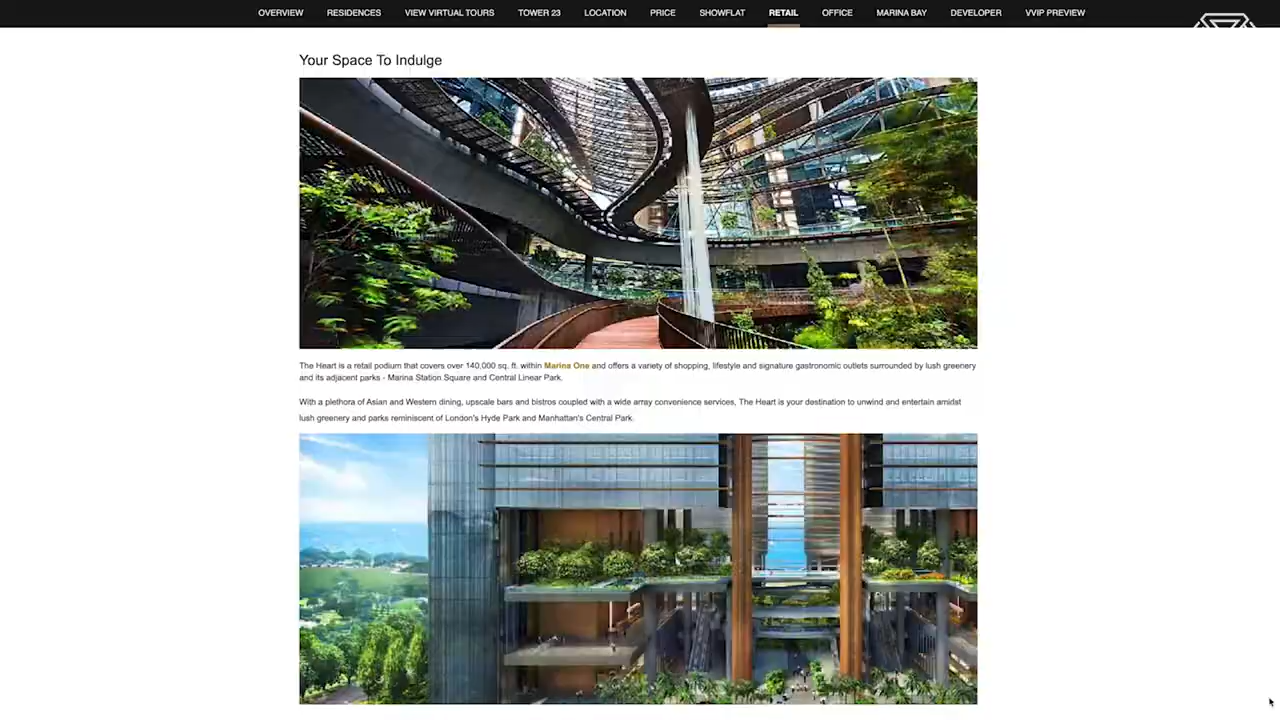 OVERVIEW RESIDENCES VIEW VIRTUAL TOURS TOWER 23 LOCATION PRICE SHOWFLAT RETAIL OFFICE MARINA BAY DEVELOPER VVIP PREVIEW
Your Space To Indulge
The Heart is a retail podium that covers over 140,000 sq. ft. within Marina One and offers a variety of shopping, lifestyle and signature gastronomic outlets surrounded by lush greenery
and its adjacent parks - Marina Station Square and Central Linear Park.
With a plethora of Asian and Western dining, upscale bars and bistros coupled with a wide array convenience services, The Heart is your destination to unwind and entertain amidst
lush greenery and parks reminiscent of London's Hyde Park and Manhattan's Central Park.